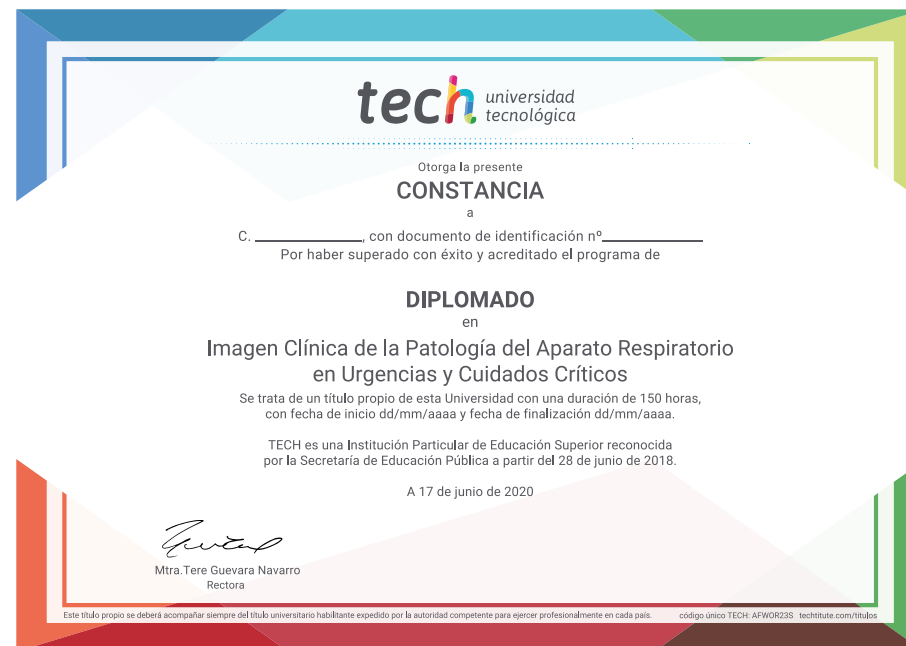 tech universidad
tecnológica
Otorga la presente
CONSTANCIA
a
C. ____________, con documento de identificación nº____________
Por haber superado con éxito y acreditado el programa de
DIPLOMADO
en
Imagen Clínica de la Patología del Aparato Respiratorio
en Urgencias y Cuidados Críticos
Se trata de un título propio de esta Universidad con una duración de 150 horas,
con fecha de inicio dd/mm/aaaa y fecha de finalización dd/mm/aaaa.
TECH es una Institución Particular de Educación Superior reconocida
por la Secretaría de Educación Pública a partir del 28 de junio de 2018.
A 17 de junio de 2020
Mtra.Tere Guevara Navarro
Rectora
Este título propio se deberá acompañar siempre del título universitario habilitante expedido por la autoridad competente para ejercer profesionalmente en cada país. código único TECH: AFWOR23S techtitute.com/titulos